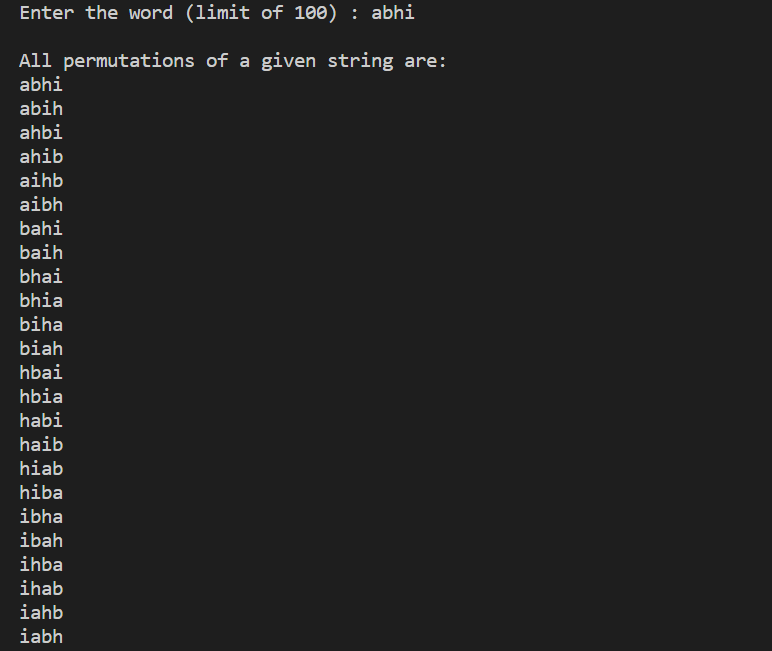 Enter the word (limit of 100) : abhi
All permutations of a given string are:
abhi
abih
ahbi
ahib
aihb
aibh
bahi
baih
bhai
bhia
biha
biah
hbai
hbia
habi
haib
hiab
hiba
ibha
ibah
ihba
ihab
iahb
iabh